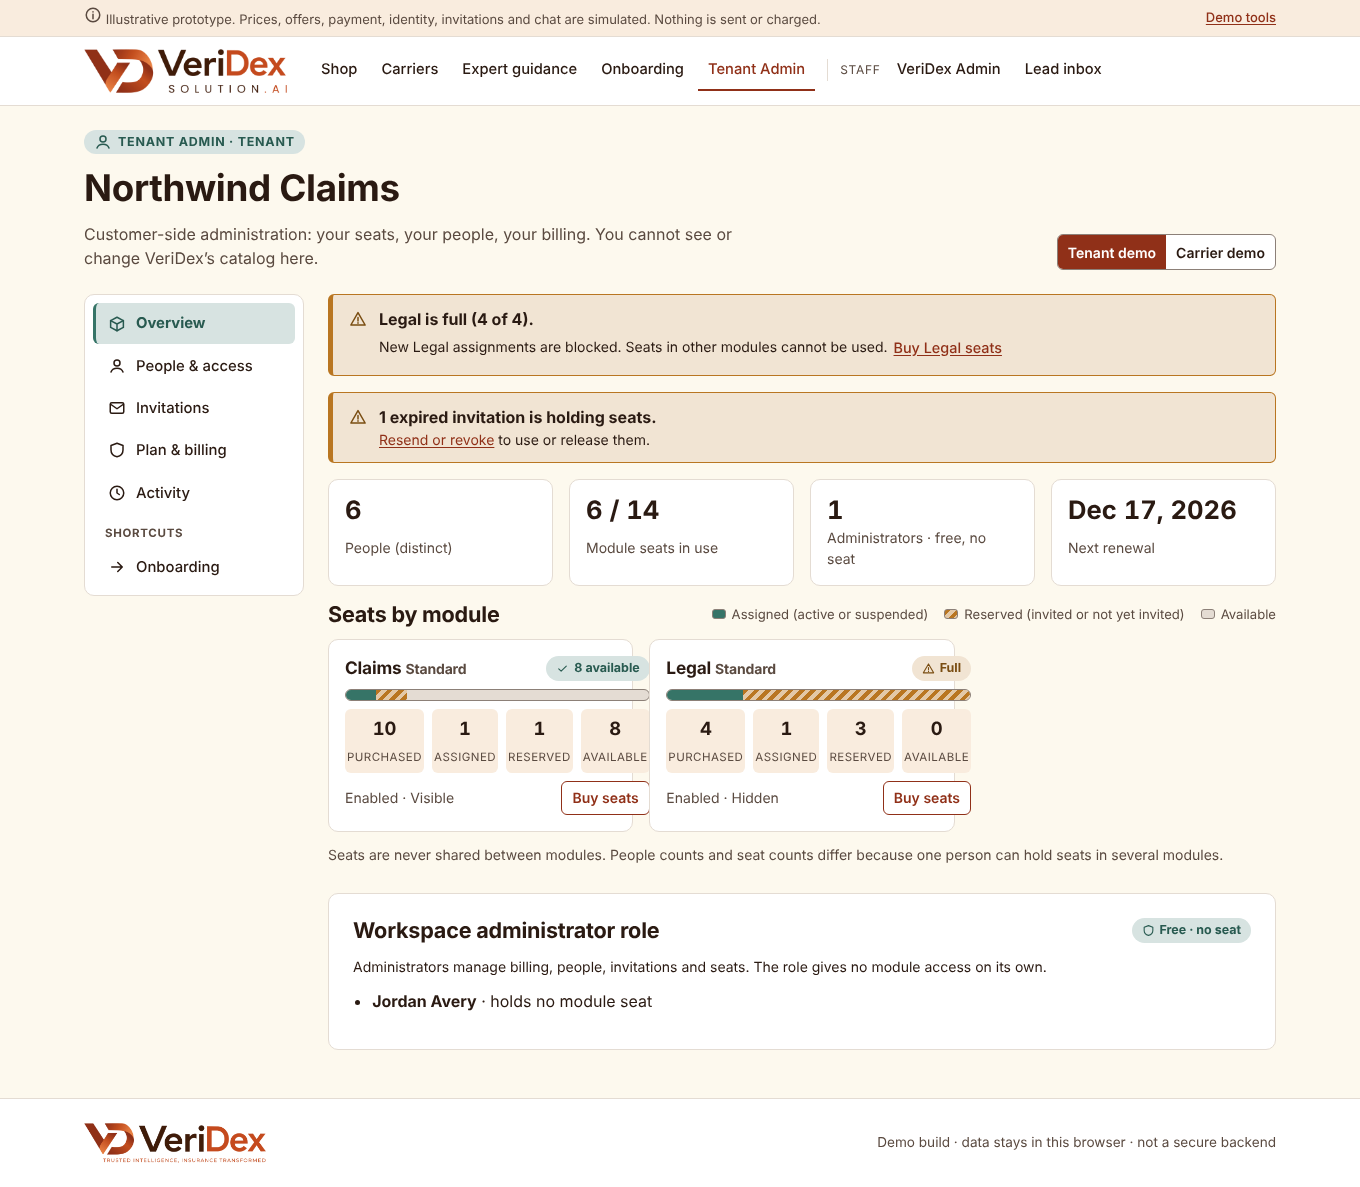 Illustrative prototype. Prices, offers, payment, identity, invitations and chat are simulated. Nothing is sent or charged.
Demo tools
VeriDex
SOLUTION.AI
Shop
Carriers
Expert guidance
Onboarding
Tenant Admin
STAFF
VeriDex Admin
Lead inbox
TENANT ADMIN · TENANT
Northwind Claims
Customer-side administration: your seats, your people, your billing. You cannot see or
change VeriDex’s catalog here.
Tenant demo
Carrier demo
Overview
People & access
Invitations
Plan & billing
Activity
SHORTCUTS
Onboarding
Legal is full (4 of 4).
New Legal assignments are blocked. Seats in other modules cannot be used. Buy Legal seats
1 expired invitation is holding seats.
Resend or revoke to use or release them.
6
People (distinct)
6 / 14
Module seats in use
1
Administrators · free, no
seat
Dec 17, 2026
Next renewal
Seats by module
Assigned (active or suspended)
Reserved (invited or not yet invited)
Available
Claims Standard
8 available
10
PURCHASED
1
ASSIGNED
1
RESERVED
8
AVAILABLE
Enabled · Visible
Buy seats
Legal Standard
Full
4
PURCHASED
1
ASSIGNED
3
RESERVED
0
AVAILABLE
Enabled · Hidden
Buy seats
Seats are never shared between modules. People counts and seat counts differ because one person can hold seats in several modules.
Workspace administrator role
Free · no seat
Administrators manage billing, people, invitations and seats. The role gives no module access on its own.
• Jordan Avery · holds no module seat
VeriDex
TRUSTED INTELLIGENCE, INSURANCE TRANSFORMED
Demo build · data stays in this browser · not a secure backend